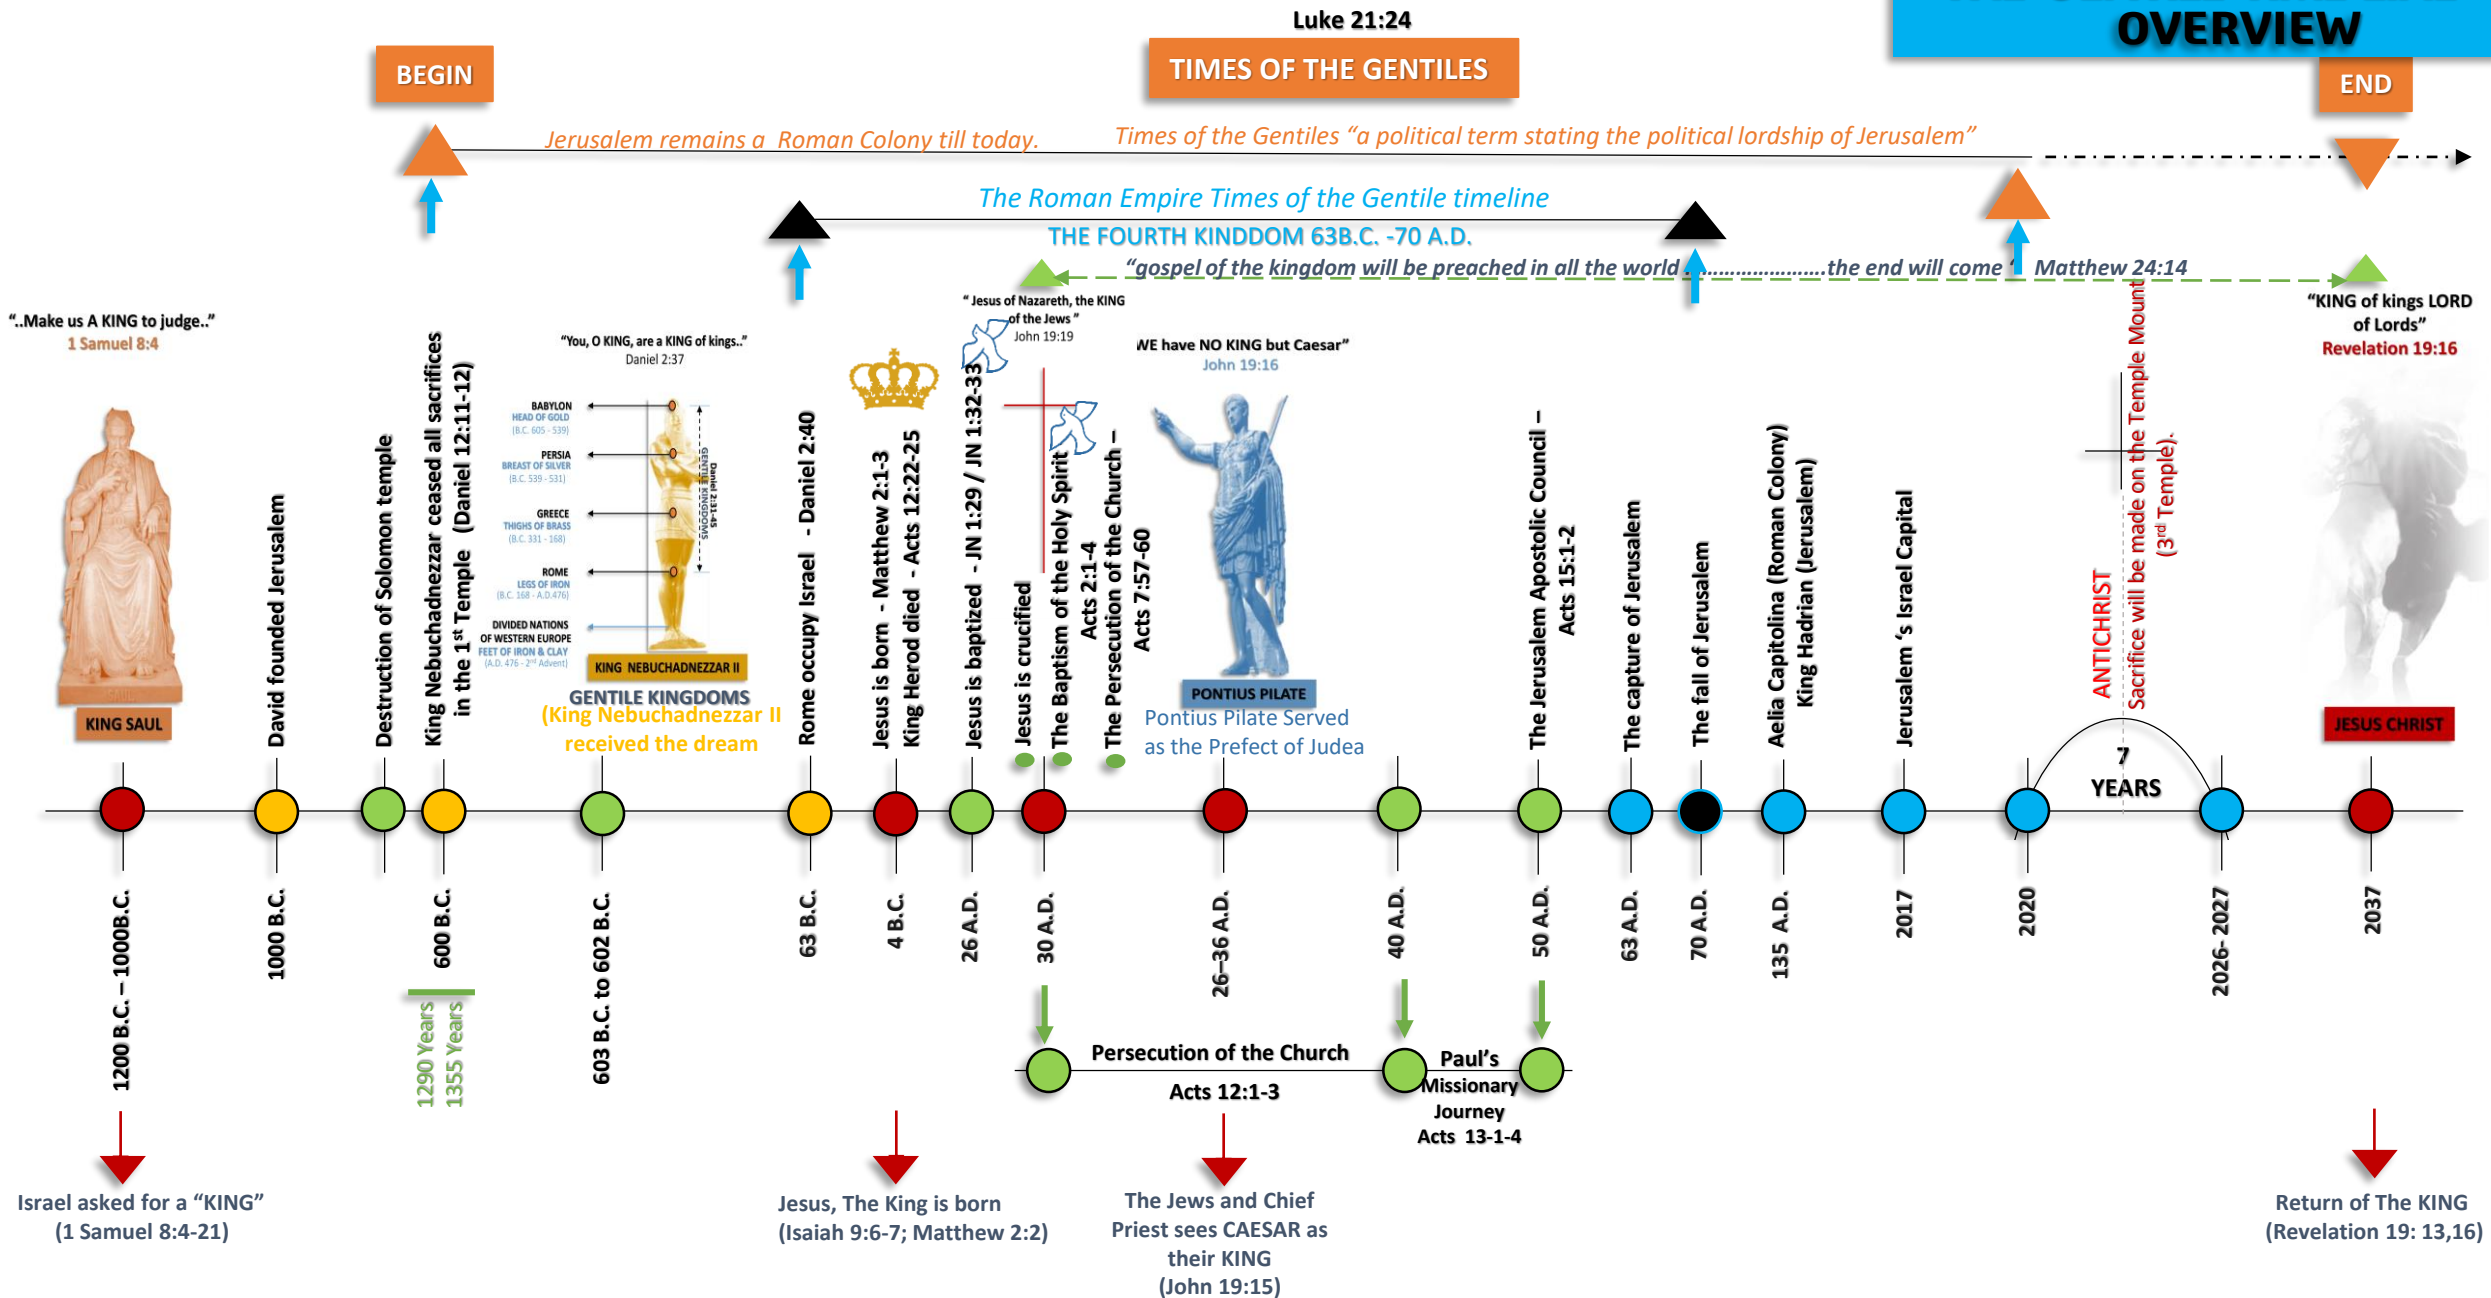 OVERVIEW
Luke 21:24
BEGIN
TIMES OF THE GENTILES
END
Jerusalem remains a Roman Colony till today.
Times of the Gentiles “a political term stating the political lordship of Jerusalem”
The Roman Empire Times of the Gentile timeline
THE FOURTH KINDDOM 63B.C. -70 A.D.
“gospel of the kingdom will be preached in all the world ........................the end will come “ Matthew 24:14
“..Make us A KING to judge..”
1 Samuel 8:4
KING SAUL
David founded Jerusalem
Destruction of Solomon temple
King Nebuchadnezzar ceased all sacrifices
in the 1st Temple (Daniel 12:11-12)
“You, O KING, are a KING of kings..”
Daniel 2:37
BABYLON
HEAD OF GOLD
(B.C. 605 - 539)
PERSIA
BREAST OF SILVER
(B.C. 539 - 531)
GREECE
THIGHS OF BRASS
(B.C. 331 - 168)
ROME
LEGS OF IRON
(B.C. 168 - A.D.476)
DIVIDED NATIONS
OF WESTERN EUROPE
FEET OF IRON & CLAY
(A.D. 476 - 2nd Advent)
Daniel 2:31-45
GENTILE KINGDOMS
KING NEBUCHADNEZZAR II
GENTILE KINGDOMS
(King Nebuchadnezzar II
received the dream
Rome occupy Israel - Daniel 2:40
Jesus is born - Matthew 2:1-3
King Herod died - Acts 12:22-25
Jesus is baptized - JN 1:29 / JN 1:32-33
“ Jesus of Nazareth, the KING
of the Jews ”
John 19:19
Jesus is crucified
The Baptism of the Holy Spirit –
Acts 2:1-4
The Persecution of the Church –
Acts 7:57-60
WE have NO KING but Caesar”
John 19:16
PONTIUS PILATE
Pontius Pilate Served
as the Prefect of Judea
The Jerusalem Apostolic Council –
Acts 15:1-2
The capture of Jerusalem
The fall of Jerusalem
Aelia Capitolina (Roman Colony)
King Hadrian (Jerusalem)
Jerusalem ‘s Israel Capital
ANTICHRIST
Sacrifice will be made on the Temple Mount
(3rd Temple).
7
YEARS
“KING of kings LORD
of Lords”
Revelation 19:16
JESUS CHRIST
1200 B.C. – 1000B.C.
1000 B.C.
600 B.C.
1290 Years
1355 Years
603 B.C. to 602 B.C.
63 B.C.
4 B.C.
26 A.D.
30 A.D.
26–36 A.D.
40 A.D.
50 A.D.
63 A.D.
70 A.D.
135 A.D.
2017
2020
2026- 2027
2037
Persecution of the Church
Acts 12:1-3
Paul’s
Missionary
Journey
Acts 13-1-4
Israel asked for a “KING”
(1 Samuel 8:4-21)
Jesus, The King is born
(Isaiah 9:6-7; Matthew 2:2)
The Jews and Chief
Priest sees CAESAR as
their KING
(John 19:15)
Return of The KING
(Revelation 19: 13,16)